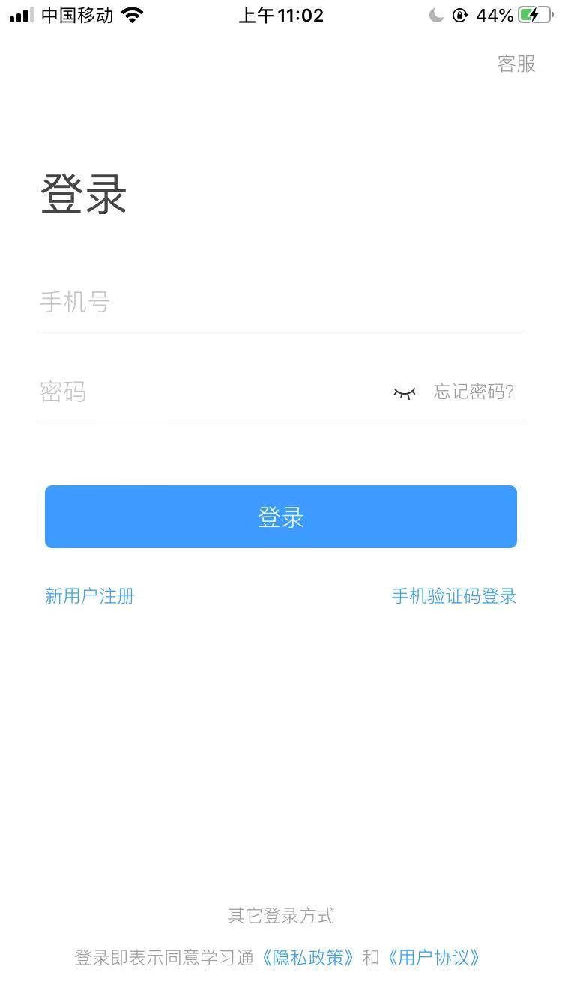 中国移动 上午11:02 44%
客服
登录
手机号
密码 忘记密码?
登录
新用户注册 手机验证码登录
其它登录方式
登录即表示同意学习通《隐私政策》和《用户协议》